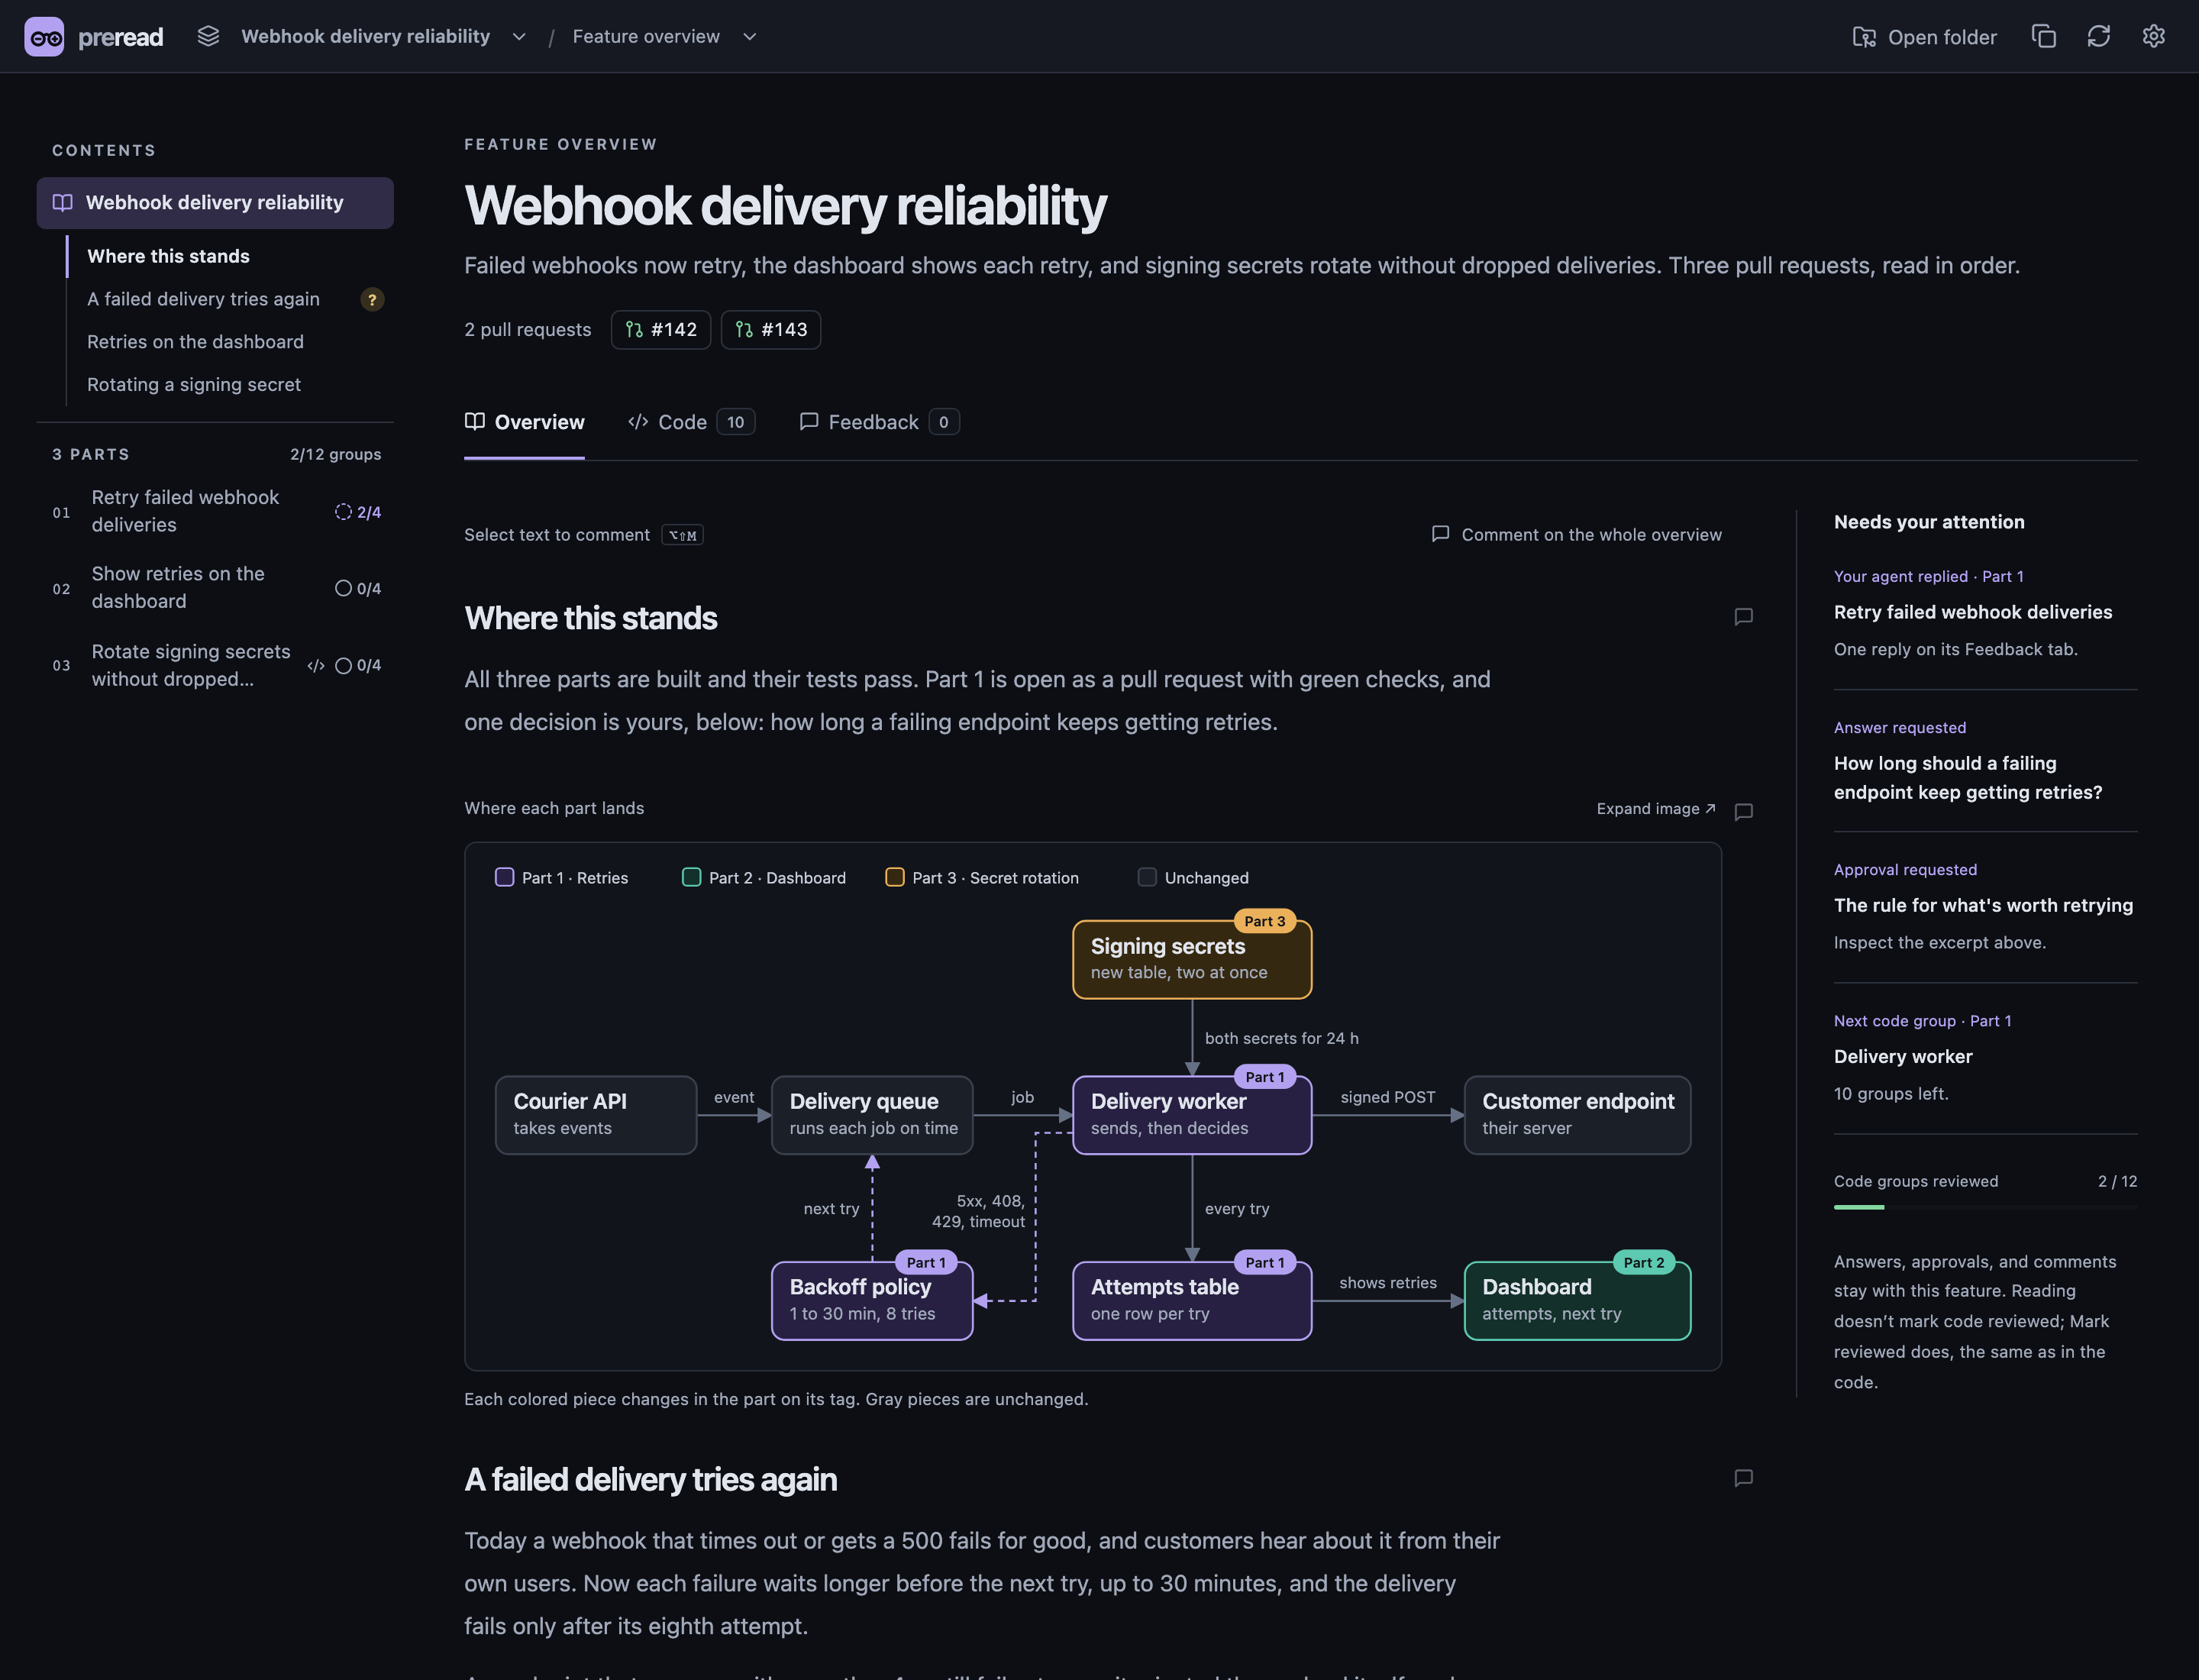 preread
Webhook delivery reliability / Feature overview
Open folder
CONTENTS
Webhook delivery reliability
Where this stands
A failed delivery tries again ?
Retries on the dashboard
Rotating a signing secret
3 PARTS 2/12 groups
01 Retry failed webhook deliveries 2/4
02 Show retries on the dashboard 0/4
03 Rotate signing secrets without dropped... </> 0/4
FEATURE OVERVIEW
Webhook delivery reliability
Failed webhooks now retry, the dashboard shows each retry, and signing secrets rotate without dropped deliveries. Three pull requests, read in order.
2 pull requests #142 #143
Overview </> Code 10 Feedback 0
Select text to comment ⌥⇧M
Comment on the whole overview
Where this stands
All three parts are built and their tests pass. Part 1 is open as a pull request with green checks, and
one decision is yours, below: how long a failing endpoint keeps getting retries.
Where each part lands
Expand image ↗
Part 1 · Retries
Part 2 · Dashboard
Part 3 · Secret rotation
Unchanged
Part 3
Signing secrets
new table, two at once
both secrets for 24 h
Courier API
takes events
event
Delivery queue
runs each job on time
job
Part 1
Delivery worker
sends, then decides
signed POST
Customer endpoint
their server
next try
5xx, 408,
429, timeout
every try
Part 1
Backoff policy
1 to 30 min, 8 tries
Part 1
Attempts table
one row per try
shows retries
Part 2
Dashboard
attempts, next try
Each colored piece changes in the part on its tag. Gray pieces are unchanged.
A failed delivery tries again
Today a webhook that times out or gets a 500 fails for good, and customers hear about it from their
own users. Now each failure waits longer before the next try, up to 30 minutes, and the delivery
fails only after its eighth attempt.
Needs your attention
Your agent replied · Part 1
Retry failed webhook deliveries
One reply on its Feedback tab.
Answer requested
How long should a failing
endpoint keep getting retries?
Approval requested
The rule for what's worth retrying
Inspect the excerpt above.
Next code group · Part 1
Delivery worker
10 groups left.
Code groups reviewed 2 / 12
Answers, approvals, and comments
stay with this feature. Reading
doesn’t mark code reviewed; Mark
reviewed does, the same as in the
code.